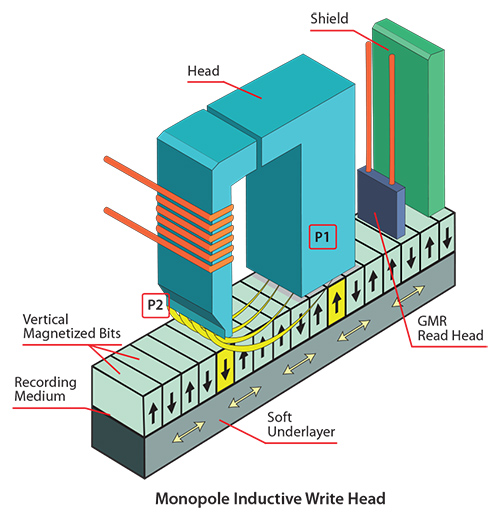 Shield
Head
P1
P2
Vertical
Magnetized Bits
GMR
Read Head
Recording
Medium
Soft
Underlayer
Monopole Inductive Write Head